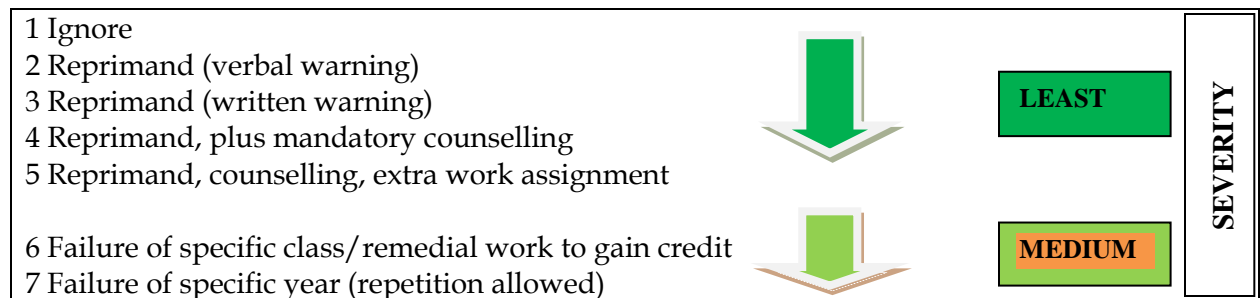 1 Ignore
2 Reprimand (verbal warning)
3 Reprimand (written warning)
4 Reprimand, plus mandatory counselling
5 Reprimand, counselling, extra work assignment
6 Failure of specific class/remedial work to gain credit
7 Failure of specific year (repetition allowed)
LEAST
MEDIUM
SEVERITY